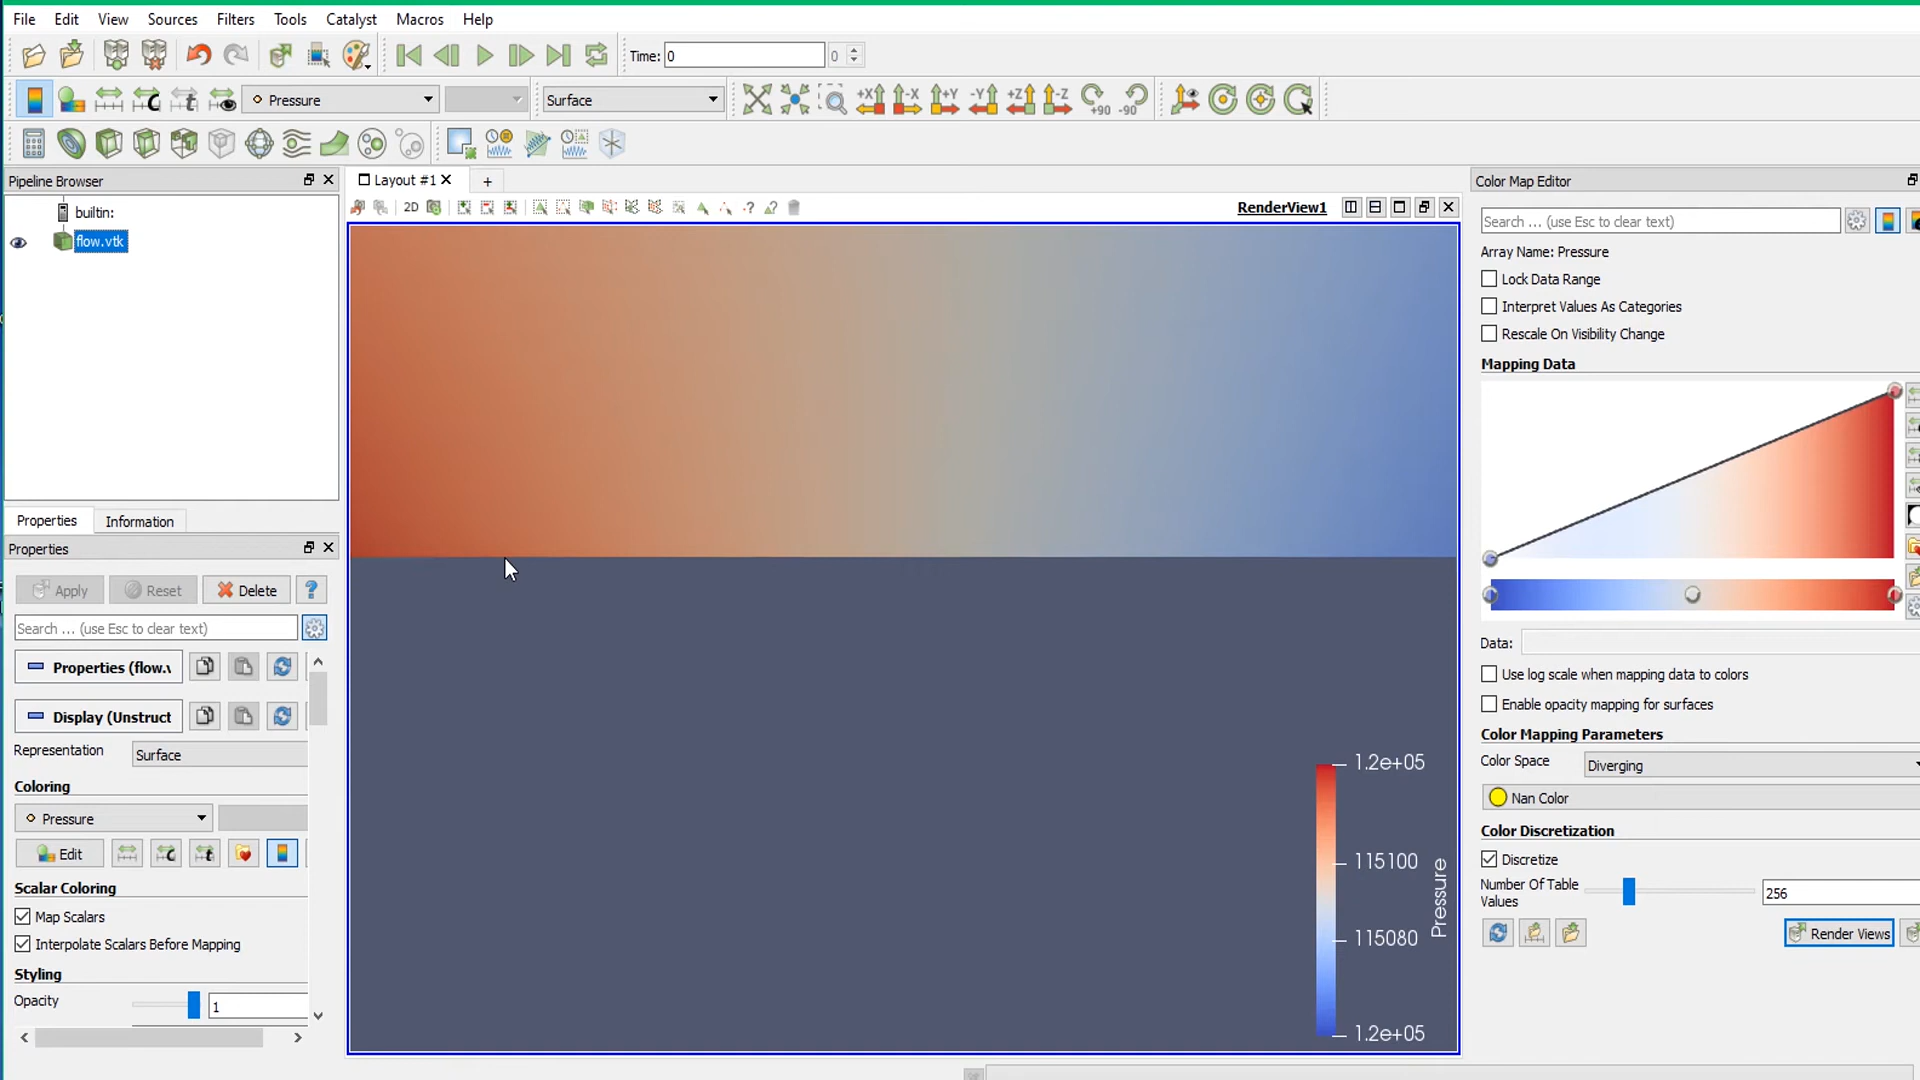 File Edit View Sources Filters Tools Catalyst Macros Help
Time: 0 0
Pressure Surface +X -X +Y -Y +Z -Z +90 -90
Pipeline Browser
builtin:
flow.vtk
Properties Information
Properties
Apply Reset Delete ?
Search ... (use Esc to clear text)
Properties (flow.v
Display (Unstruct
Representation Surface
Coloring
Pressure
Edit
Scalar Coloring
Map Scalars
Interpolate Scalars Before Mapping
Styling
Opacity 1
Layout #1 +
2D
RenderView1
1.2e+05
115100
115080
1.2e+05
Pressure
Color Map Editor
Search ... (use Esc to clear text)
Array Name: Pressure
Lock Data Range
Interpret Values As Categories
Rescale On Visibility Change
Mapping Data
Data:
Use log scale when mapping data to colors
Enable opacity mapping for surfaces
Color Mapping Parameters
Color Space Diverging
Nan Color
Color Discretization
Discretize
Number Of Table
Values 256
Render Views